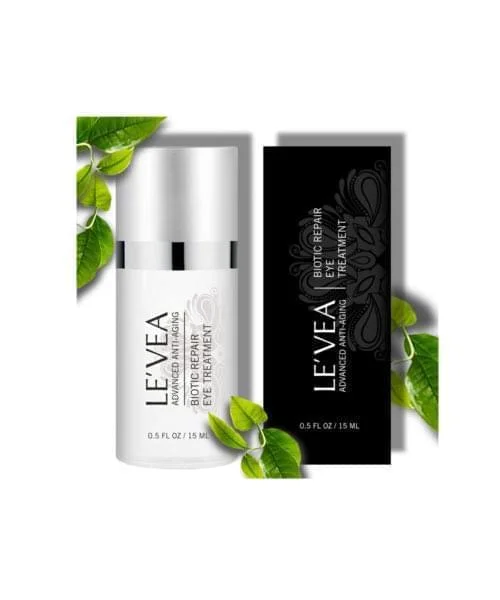 LE'VEA
ADVANCED ANTI-AGING
BIOTIC REPAIR
EYE TREATMENT
0.5 FL OZ / 15 ML
LE'VEA
ADVANCED ANTI-AGING
BIOTIC REPAIR
EYE
TREATMENT
0.5 FL OZ / 15 ML